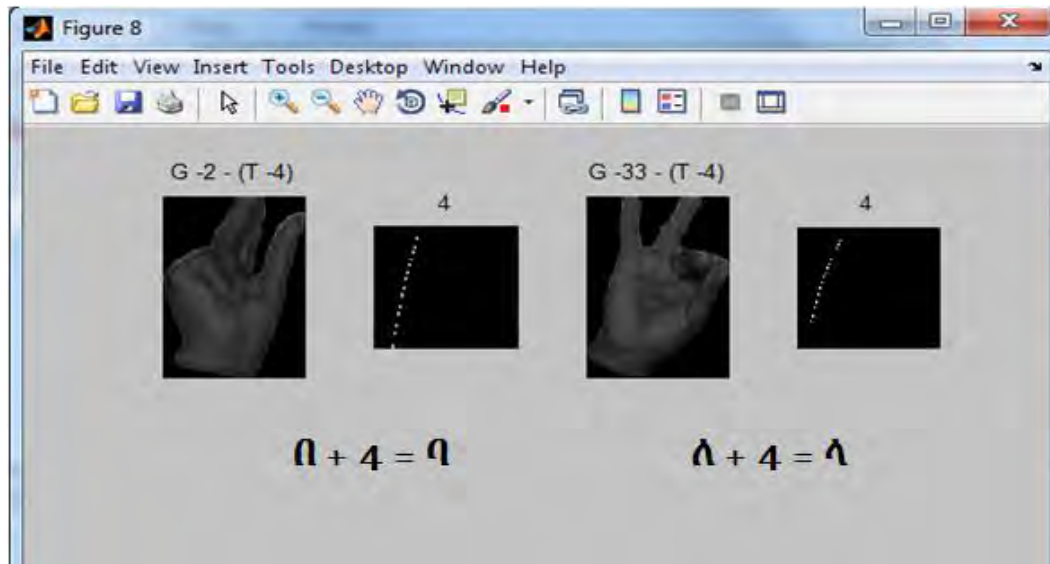 Figure 8
File Edit View Insert Tools Desktop Window Help
G -2 - (T -4)
4
G -33 - (T -4)
4
በ + 4 = ባ
ለ + 4 = ላ